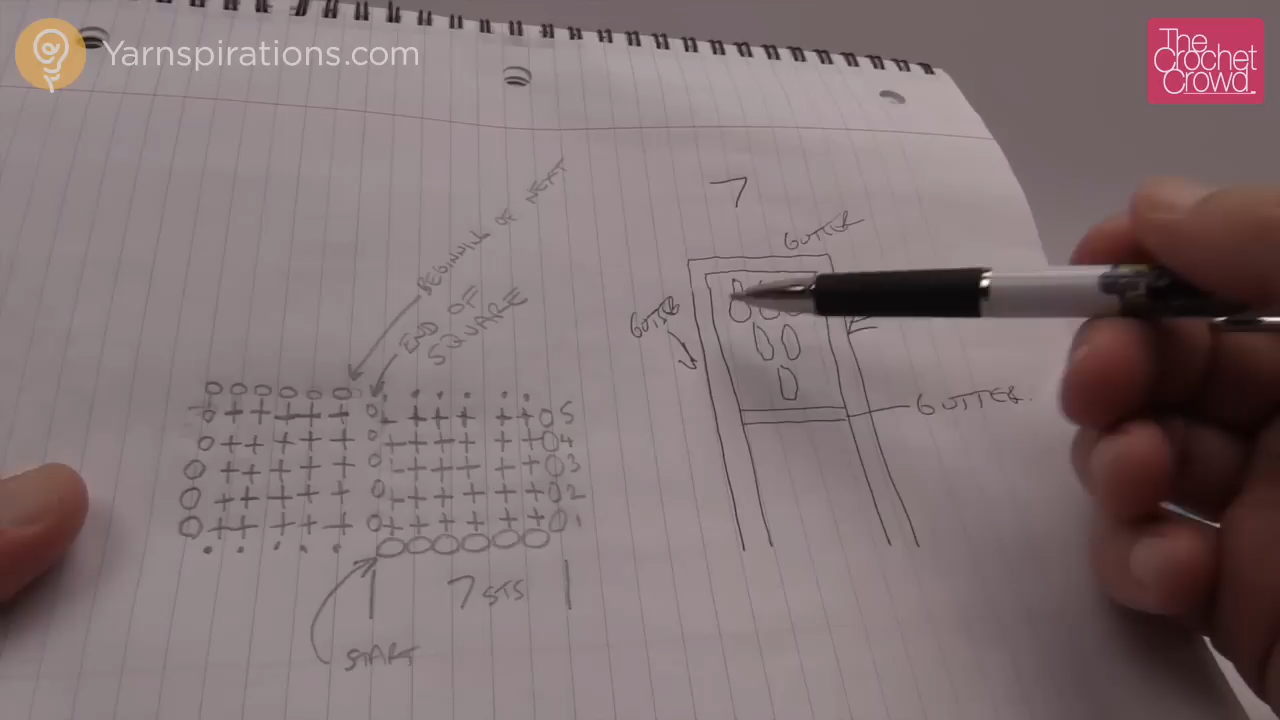 Yarnspirations.com
The
Crochet
Crowd
BEGINNING OF NEXT
END OF
SQUARE
7
GUTTER
GUTTER
GUTTER
5
4
3
2
1
7 STS
START